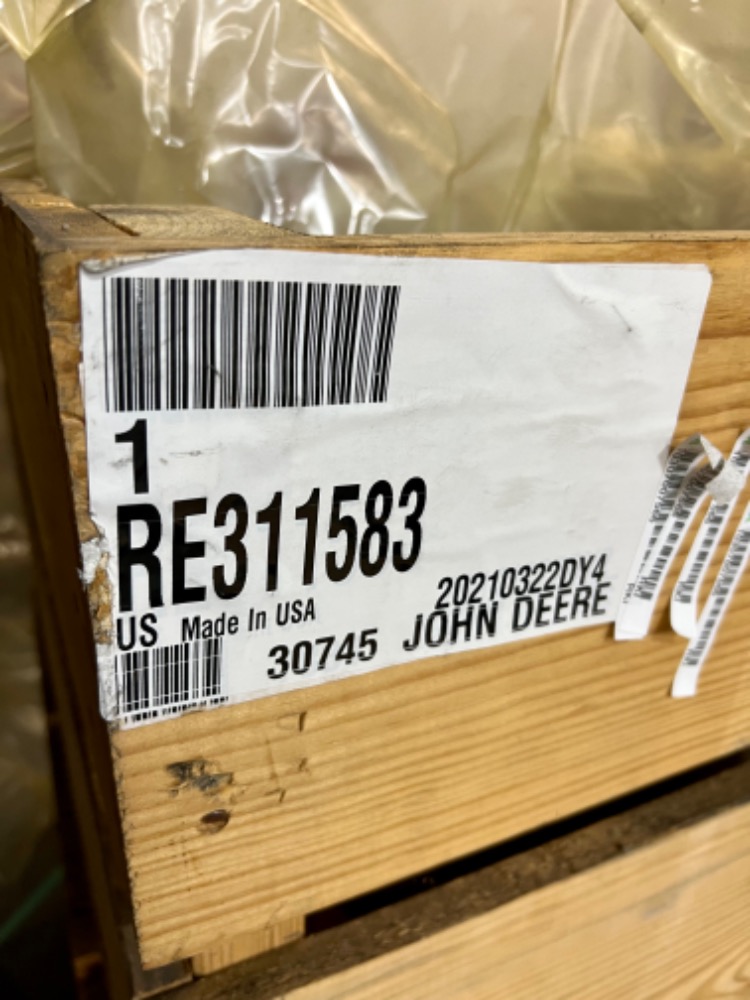 1
RE311583
20210322DY4
US Made In USA
30745 JOHN DEERE